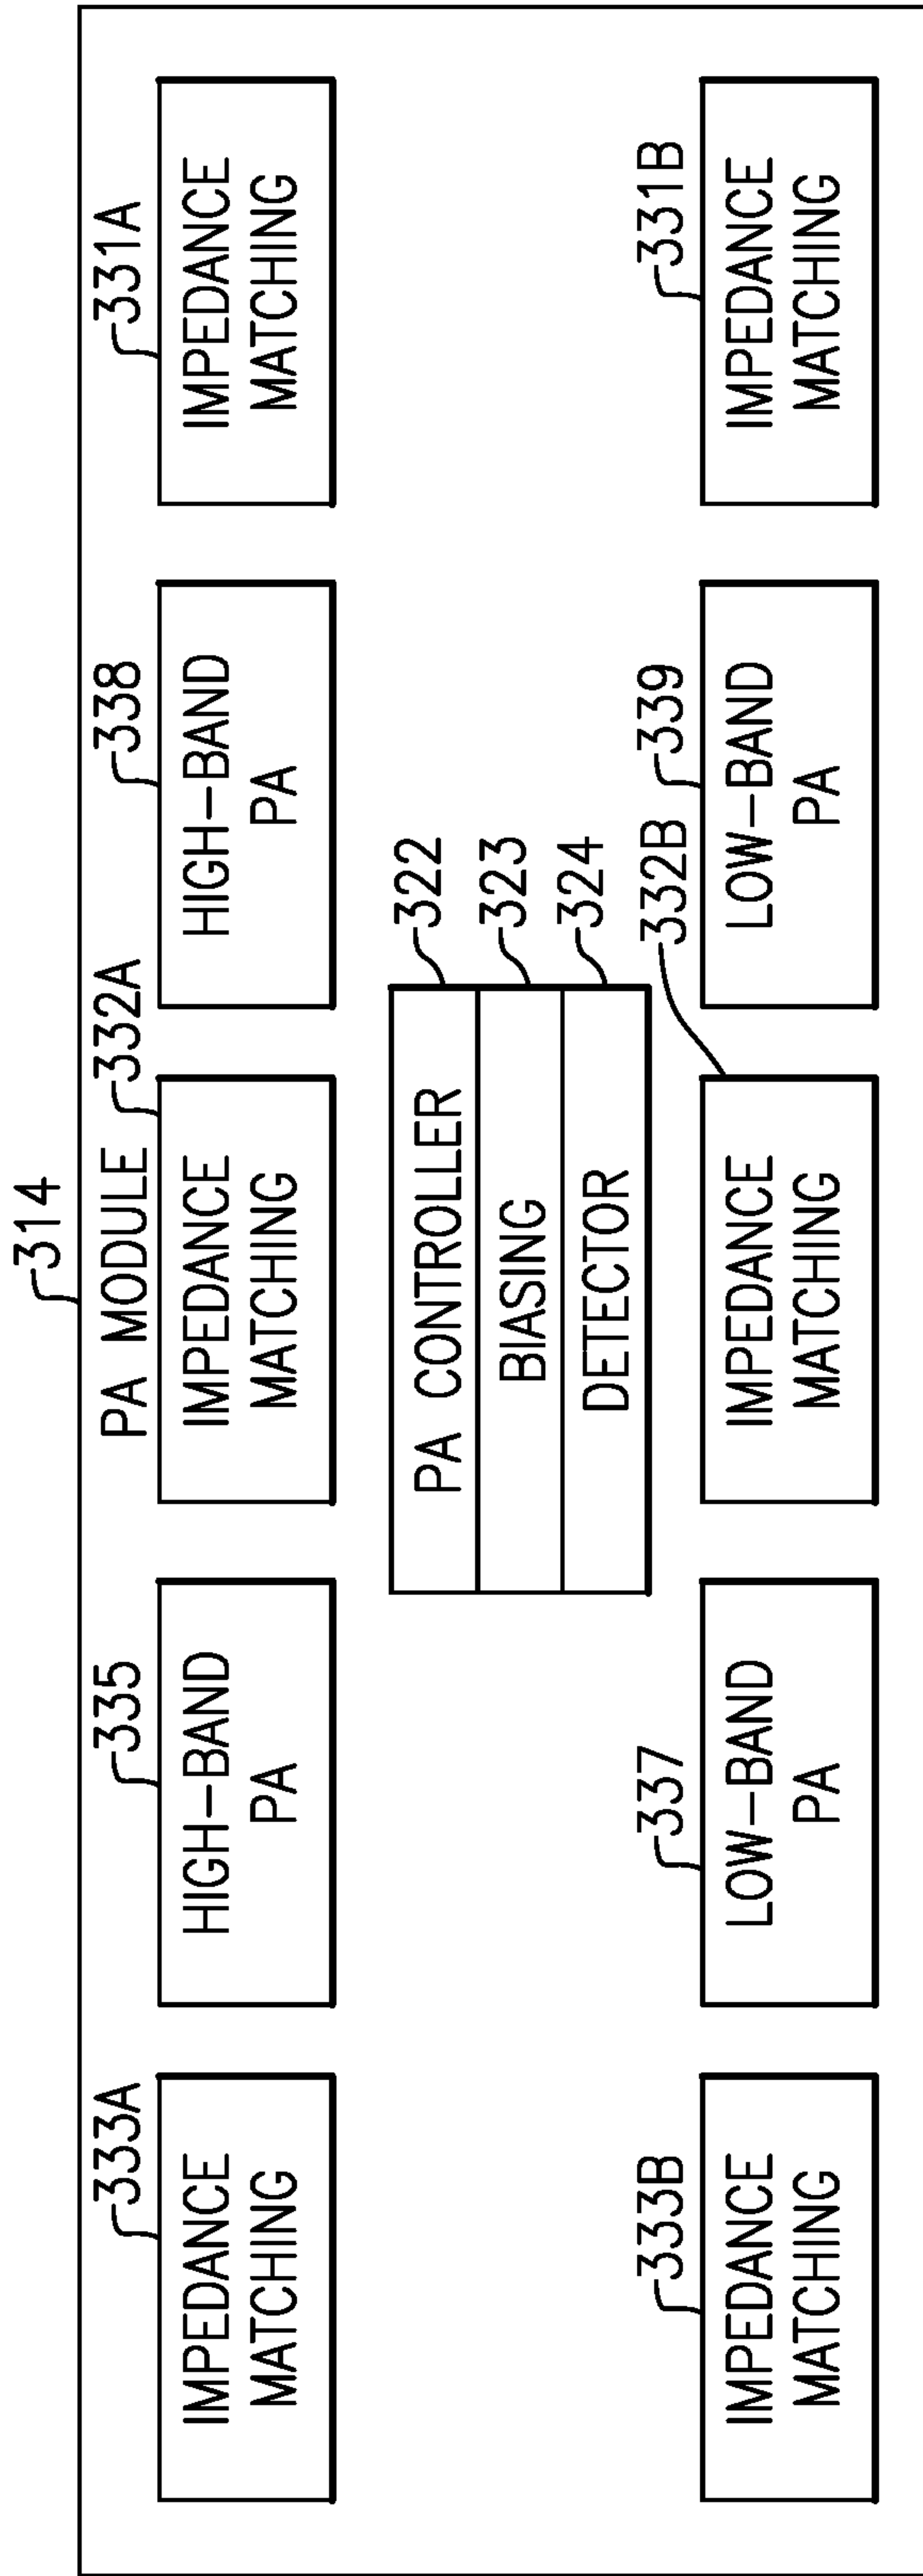 314
PA MODULE
333A
335
332A
338
331A
IMPEDANCE
MATCHING
HIGH-BAND
PA
IMPEDANCE
MATCHING
HIGH-BAND
PA
IMPEDANCE
MATCHING
PA CONTROLLER
322
BIASING
323
DETECTOR
324
333B
337
332B
339
331B
IMPEDANCE
MATCHING
LOW-BAND
PA
IMPEDANCE
MATCHING
LOW-BAND
PA
IMPEDANCE
MATCHING